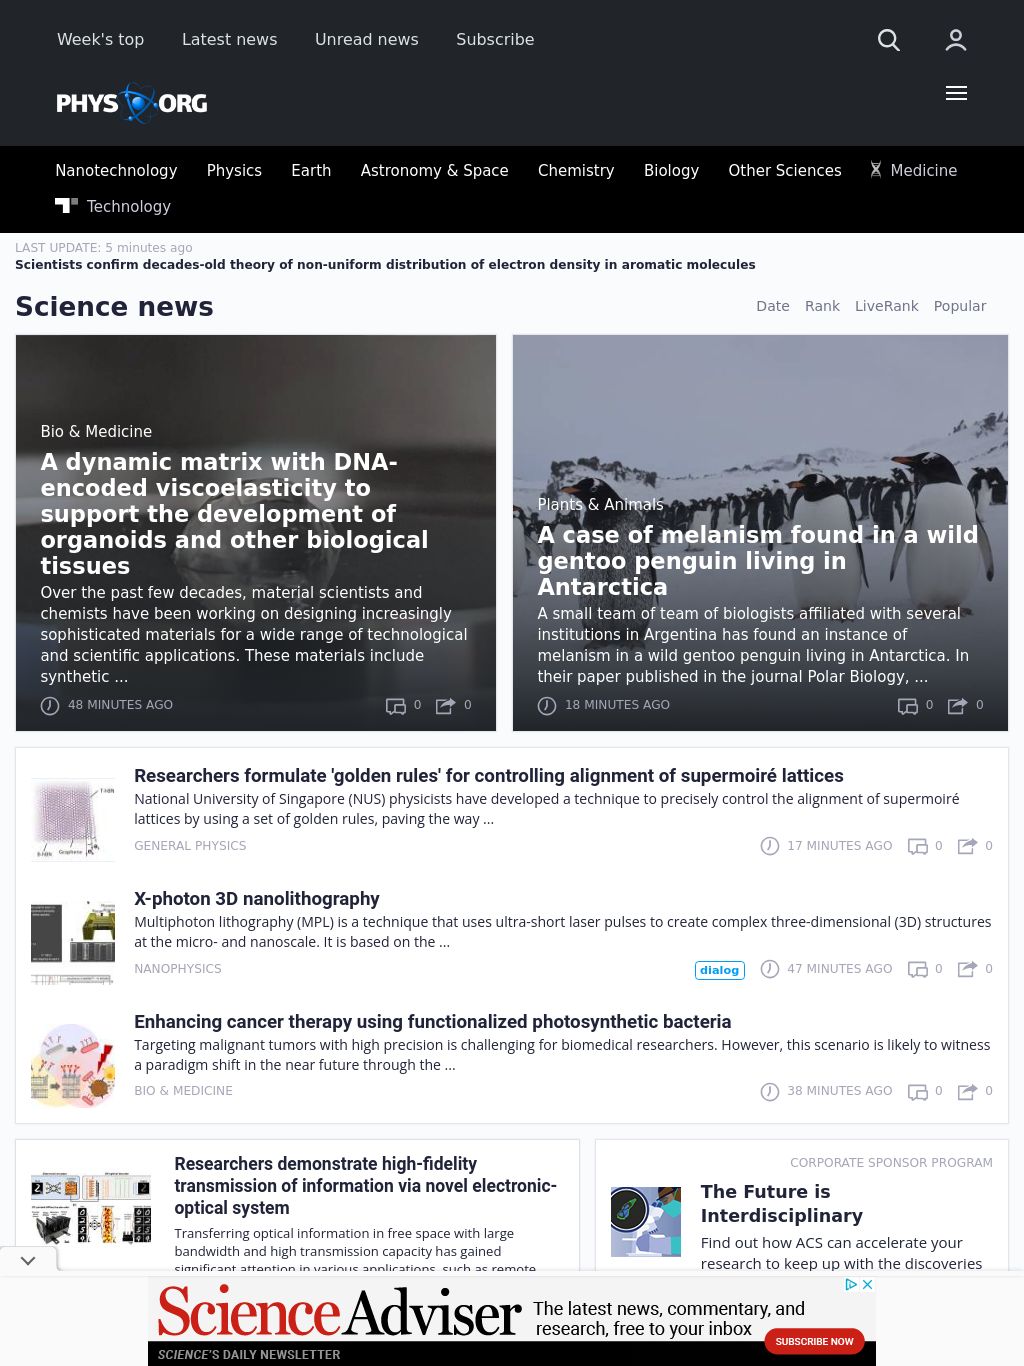 Week's top Latest news Unread news Subscribe
PHYS ORG
Nanotechnology Physics Earth Astronomy & Space Chemistry Biology Other Sciences Medicine
Technology
LAST UPDATE: 5 minutes ago
Scientists confirm decades-old theory of non-uniform distribution of electron density in aromatic molecules
Science news
Date Rank LiveRank Popular
Bio & Medicine
A dynamic matrix with DNA-
encoded viscoelasticity to
support the development of
organoids and other biological
tissues
Over the past few decades, material scientists and
chemists have been working on designing increasingly
sophisticated materials for a wide range of technological
and scientific applications. These materials include
synthetic ...
48 MINUTES AGO 0 0
Plants & Animals
A case of melanism found in a wild
gentoo penguin living in
Antarctica
A small team of team of biologists affiliated with several
institutions in Argentina has found an instance of
melanism in a wild gentoo penguin living in Antarctica. In
their paper published in the journal Polar Biology, ...
18 MINUTES AGO 0 0
Researchers formulate 'golden rules' for controlling alignment of supermoiré lattices
National University of Singapore (NUS) physicists have developed a technique to precisely control the alignment of supermoiré
lattices by using a set of golden rules, paving the way ...
GENERAL PHYSICS 17 MINUTES AGO 0 0
X-photon 3D nanolithography
Multiphoton lithography (MPL) is a technique that uses ultra-short laser pulses to create complex three-dimensional (3D) structures
at the micro- and nanoscale. It is based on the ...
NANOPHYSICS dialog 47 MINUTES AGO 0 0
Enhancing cancer therapy using functionalized photosynthetic bacteria
Targeting malignant tumors with high precision is challenging for biomedical researchers. However, this scenario is likely to witness
a paradigm shift in the near future through the ...
BIO & MEDICINE 38 MINUTES AGO 0 0
Researchers demonstrate high-fidelity
transmission of information via novel electronic-
optical system
Transferring optical information in free space with large
bandwidth and high transmission capacity has gained
significant attention in various applications, such as remote
CORPORATE SPONSOR PROGRAM
The Future is
Interdisciplinary
Find out how ACS can accelerate your
research to keep up with the discoveries
ScienceAdviser
The latest news, commentary, and
research, free to your inbox
SUBSCRIBE NOW
SCIENCE'S DAILY NEWSLETTER